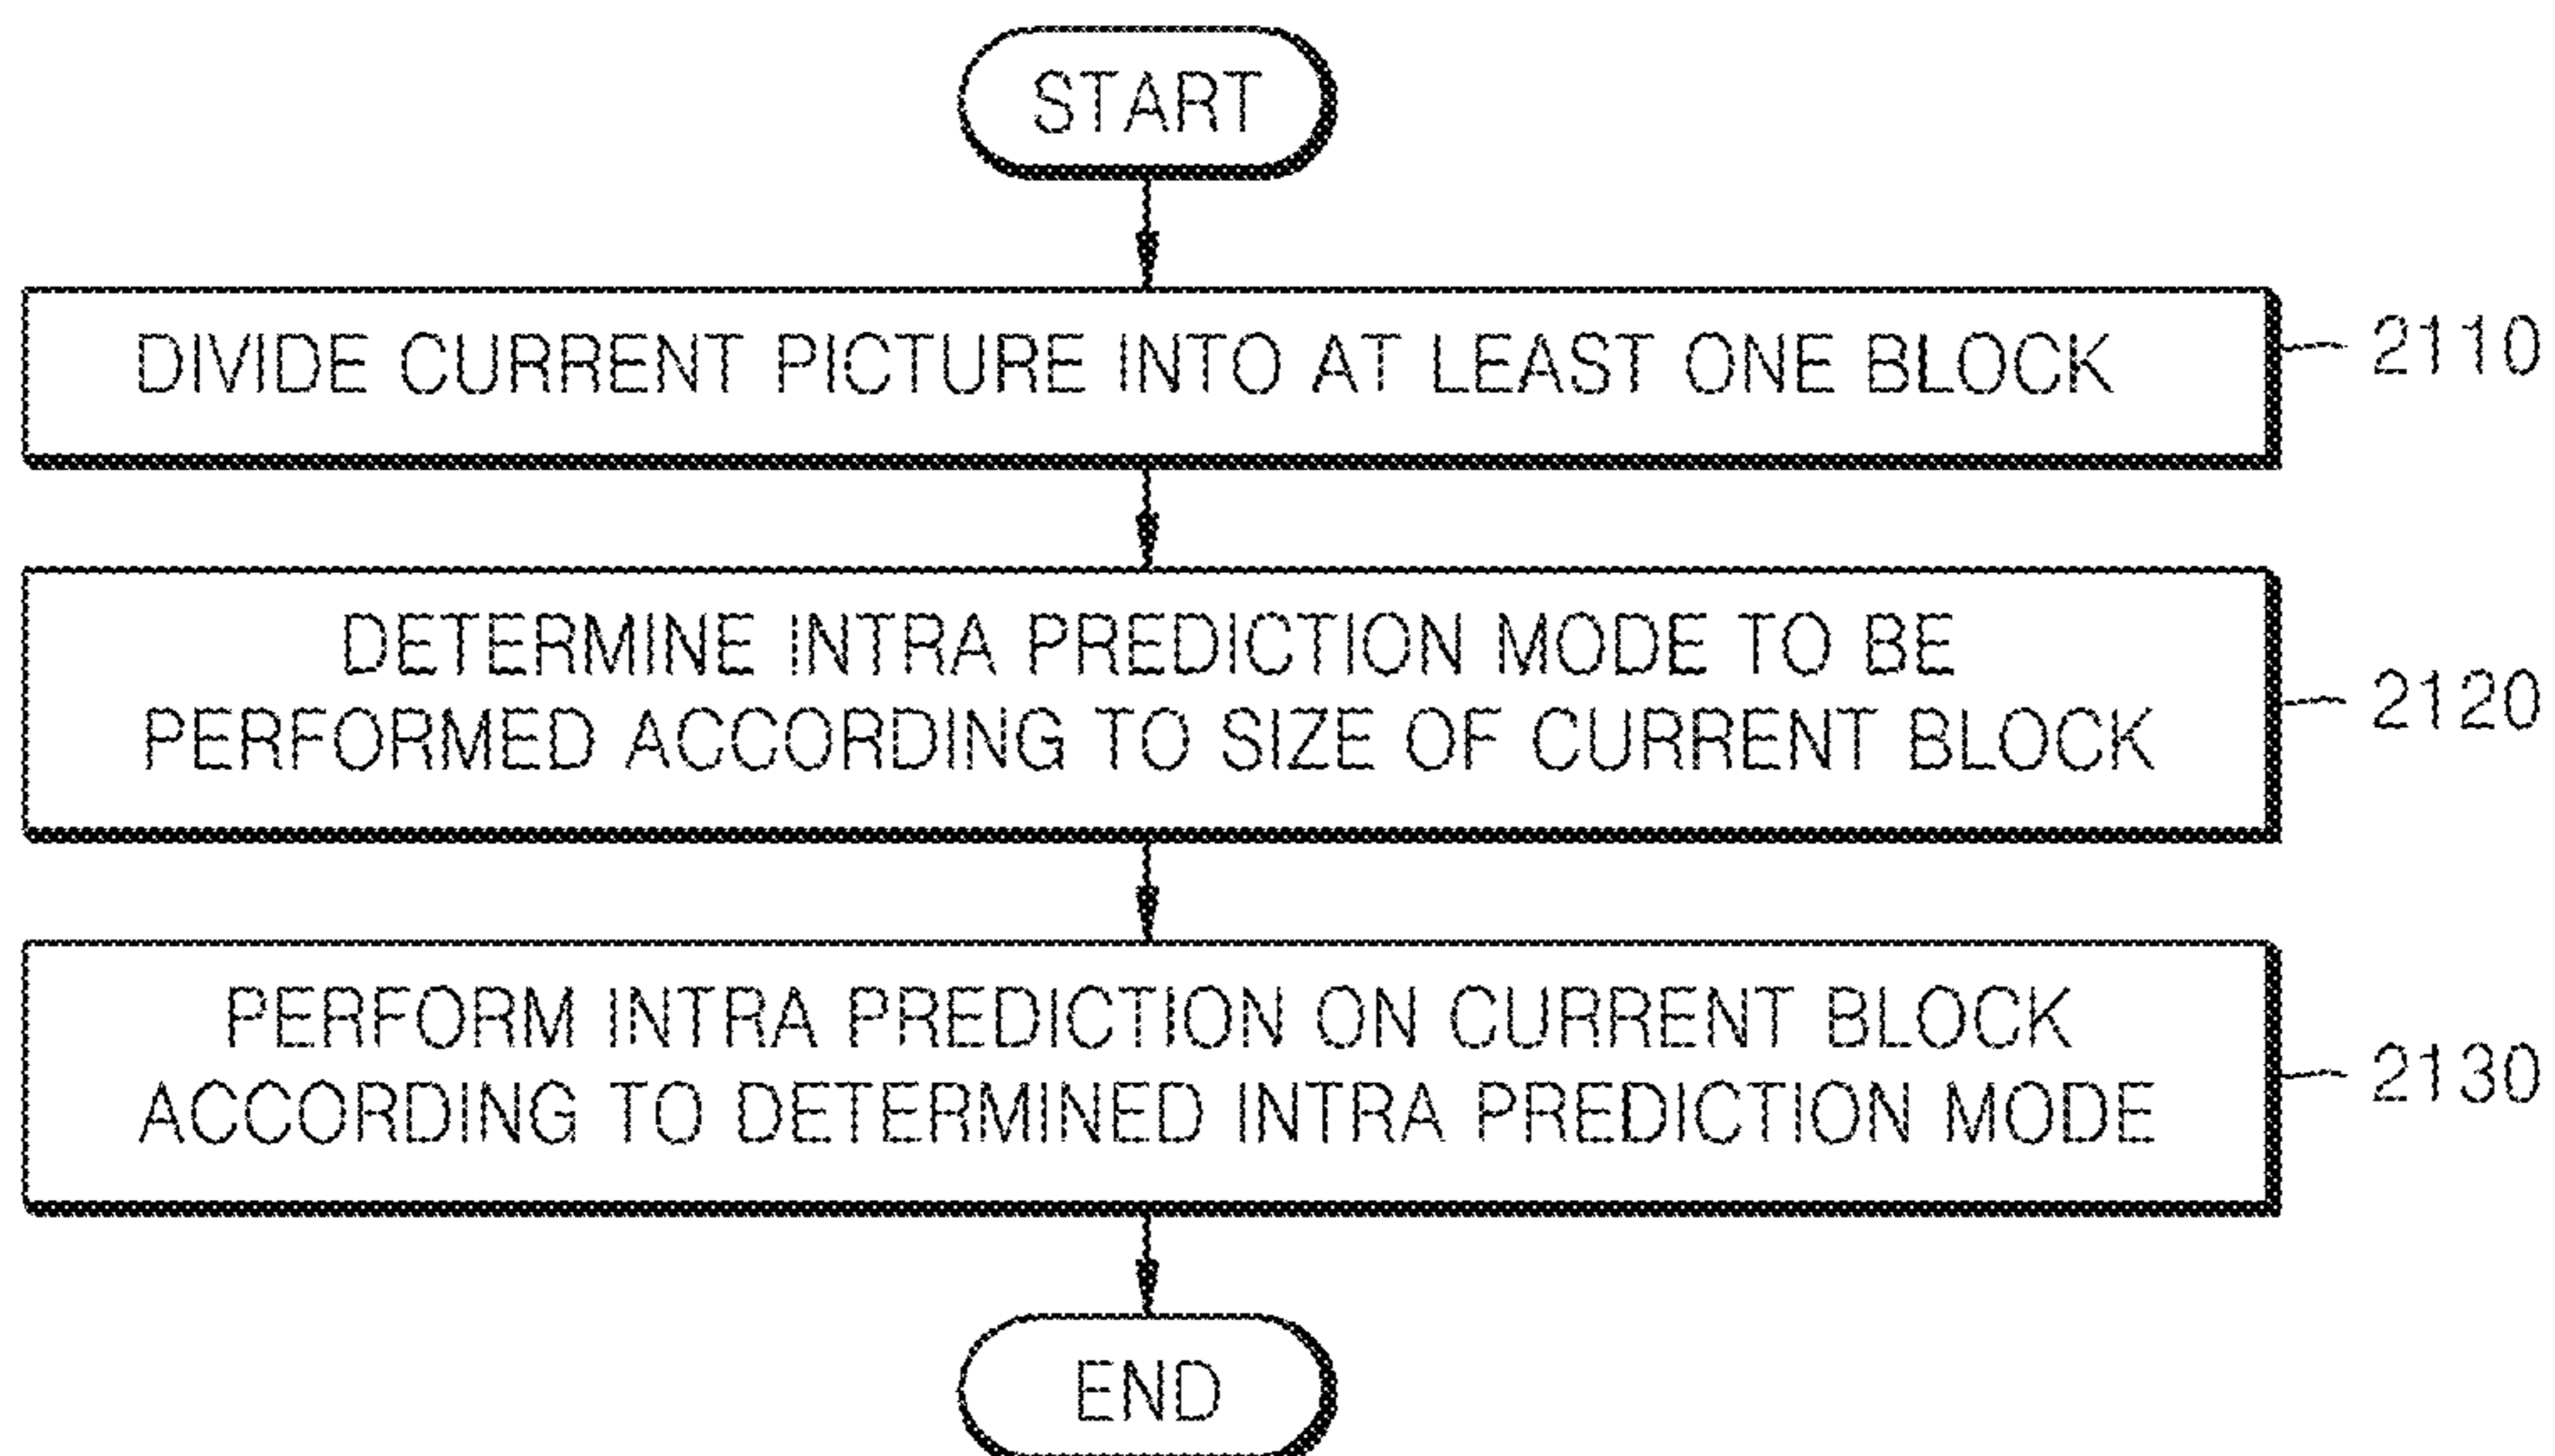 START
DIVIDE CURRENT PICTURE INTO AT LEAST ONE BLOCK
2110
DETERMINE INTRA PREDICTION MODE TO BE
PERFORMED ACCORDING TO SIZE OF CURRENT BLOCK
2120
PERFORM INTRA PREDICTION ON CURRENT BLOCK
ACCORDING TO DETERMINED INTRA PREDICTION MODE
2130
END